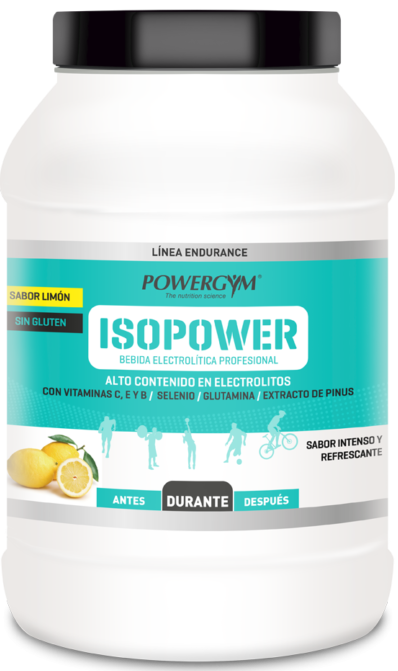 LÍNEA ENDURANCE
POWERGYM®
The nutrition science
SABOR LIMÓN
SIN GLUTEN
ISOPOWER
BEBIDA ELECTROLÍTICA PROFESIONAL
ALTO CONTENIDO EN ELECTROLITOS
CON VITAMINAS C, E Y B / SELENIO / GLUTAMINA / EXTRACTO DE PINUS
SABOR INTENSO Y
REFRESCANTE
ANTES DURANTE DESPUÉS